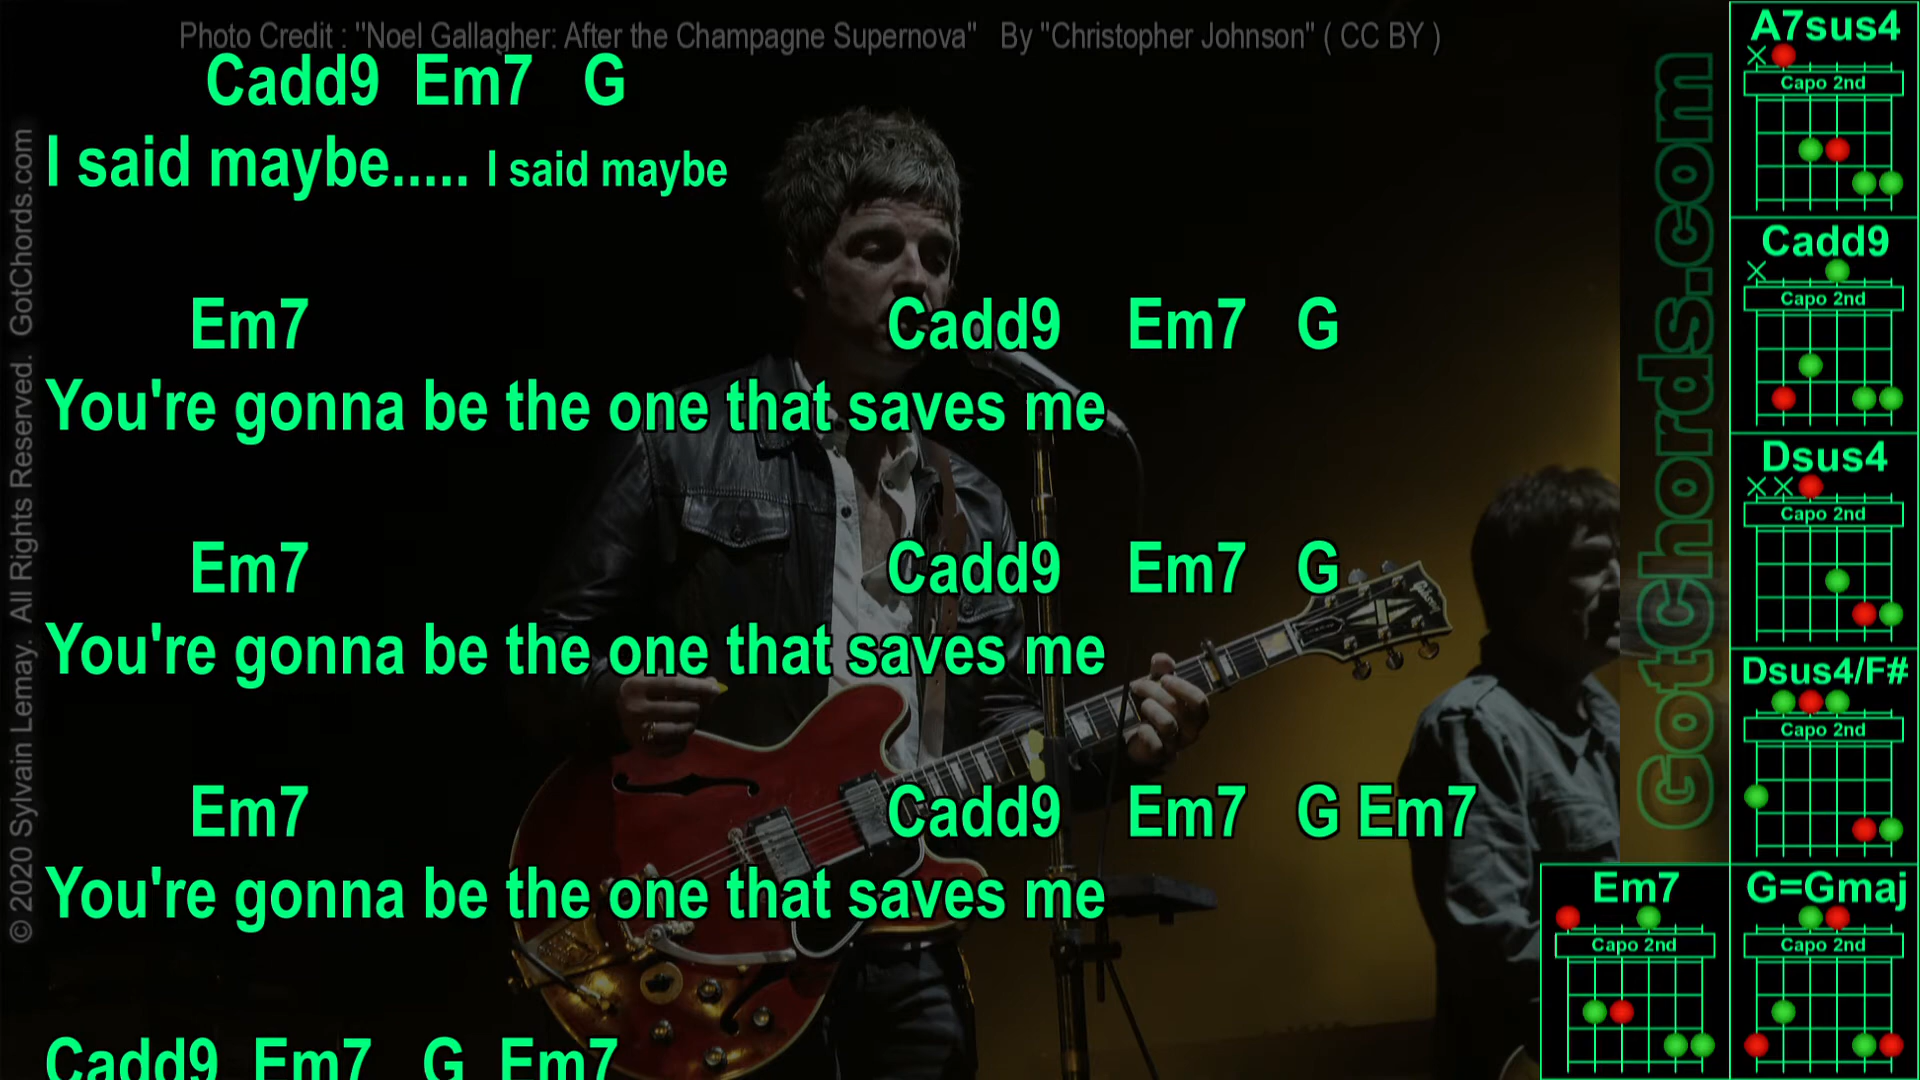 Photo Credit : "Noel Gallagher: After the Champagne Supernova" By "Christopher Johnson" ( CC BY )
Cadd9 Em7 G
I said maybe..... I said maybe
Em7 Cadd9 Em7 G
You're gonna be the one that saves me
Em7 Cadd9 Em7 G
You're gonna be the one that saves me
Em7 Cadd9 Em7 G Em7
You're gonna be the one that saves me
Cadd9 Em7 G Em7
© 2020 Sylvain Lemay. All Rights Reserved. GotChords.com
GotChords.com
A7sus4
Capo 2nd
Cadd9
Capo 2nd
Dsus4
Capo 2nd
Dsus4/F#
Capo 2nd
Em7
Capo 2nd
G=Gmaj
Capo 2nd
Gibson